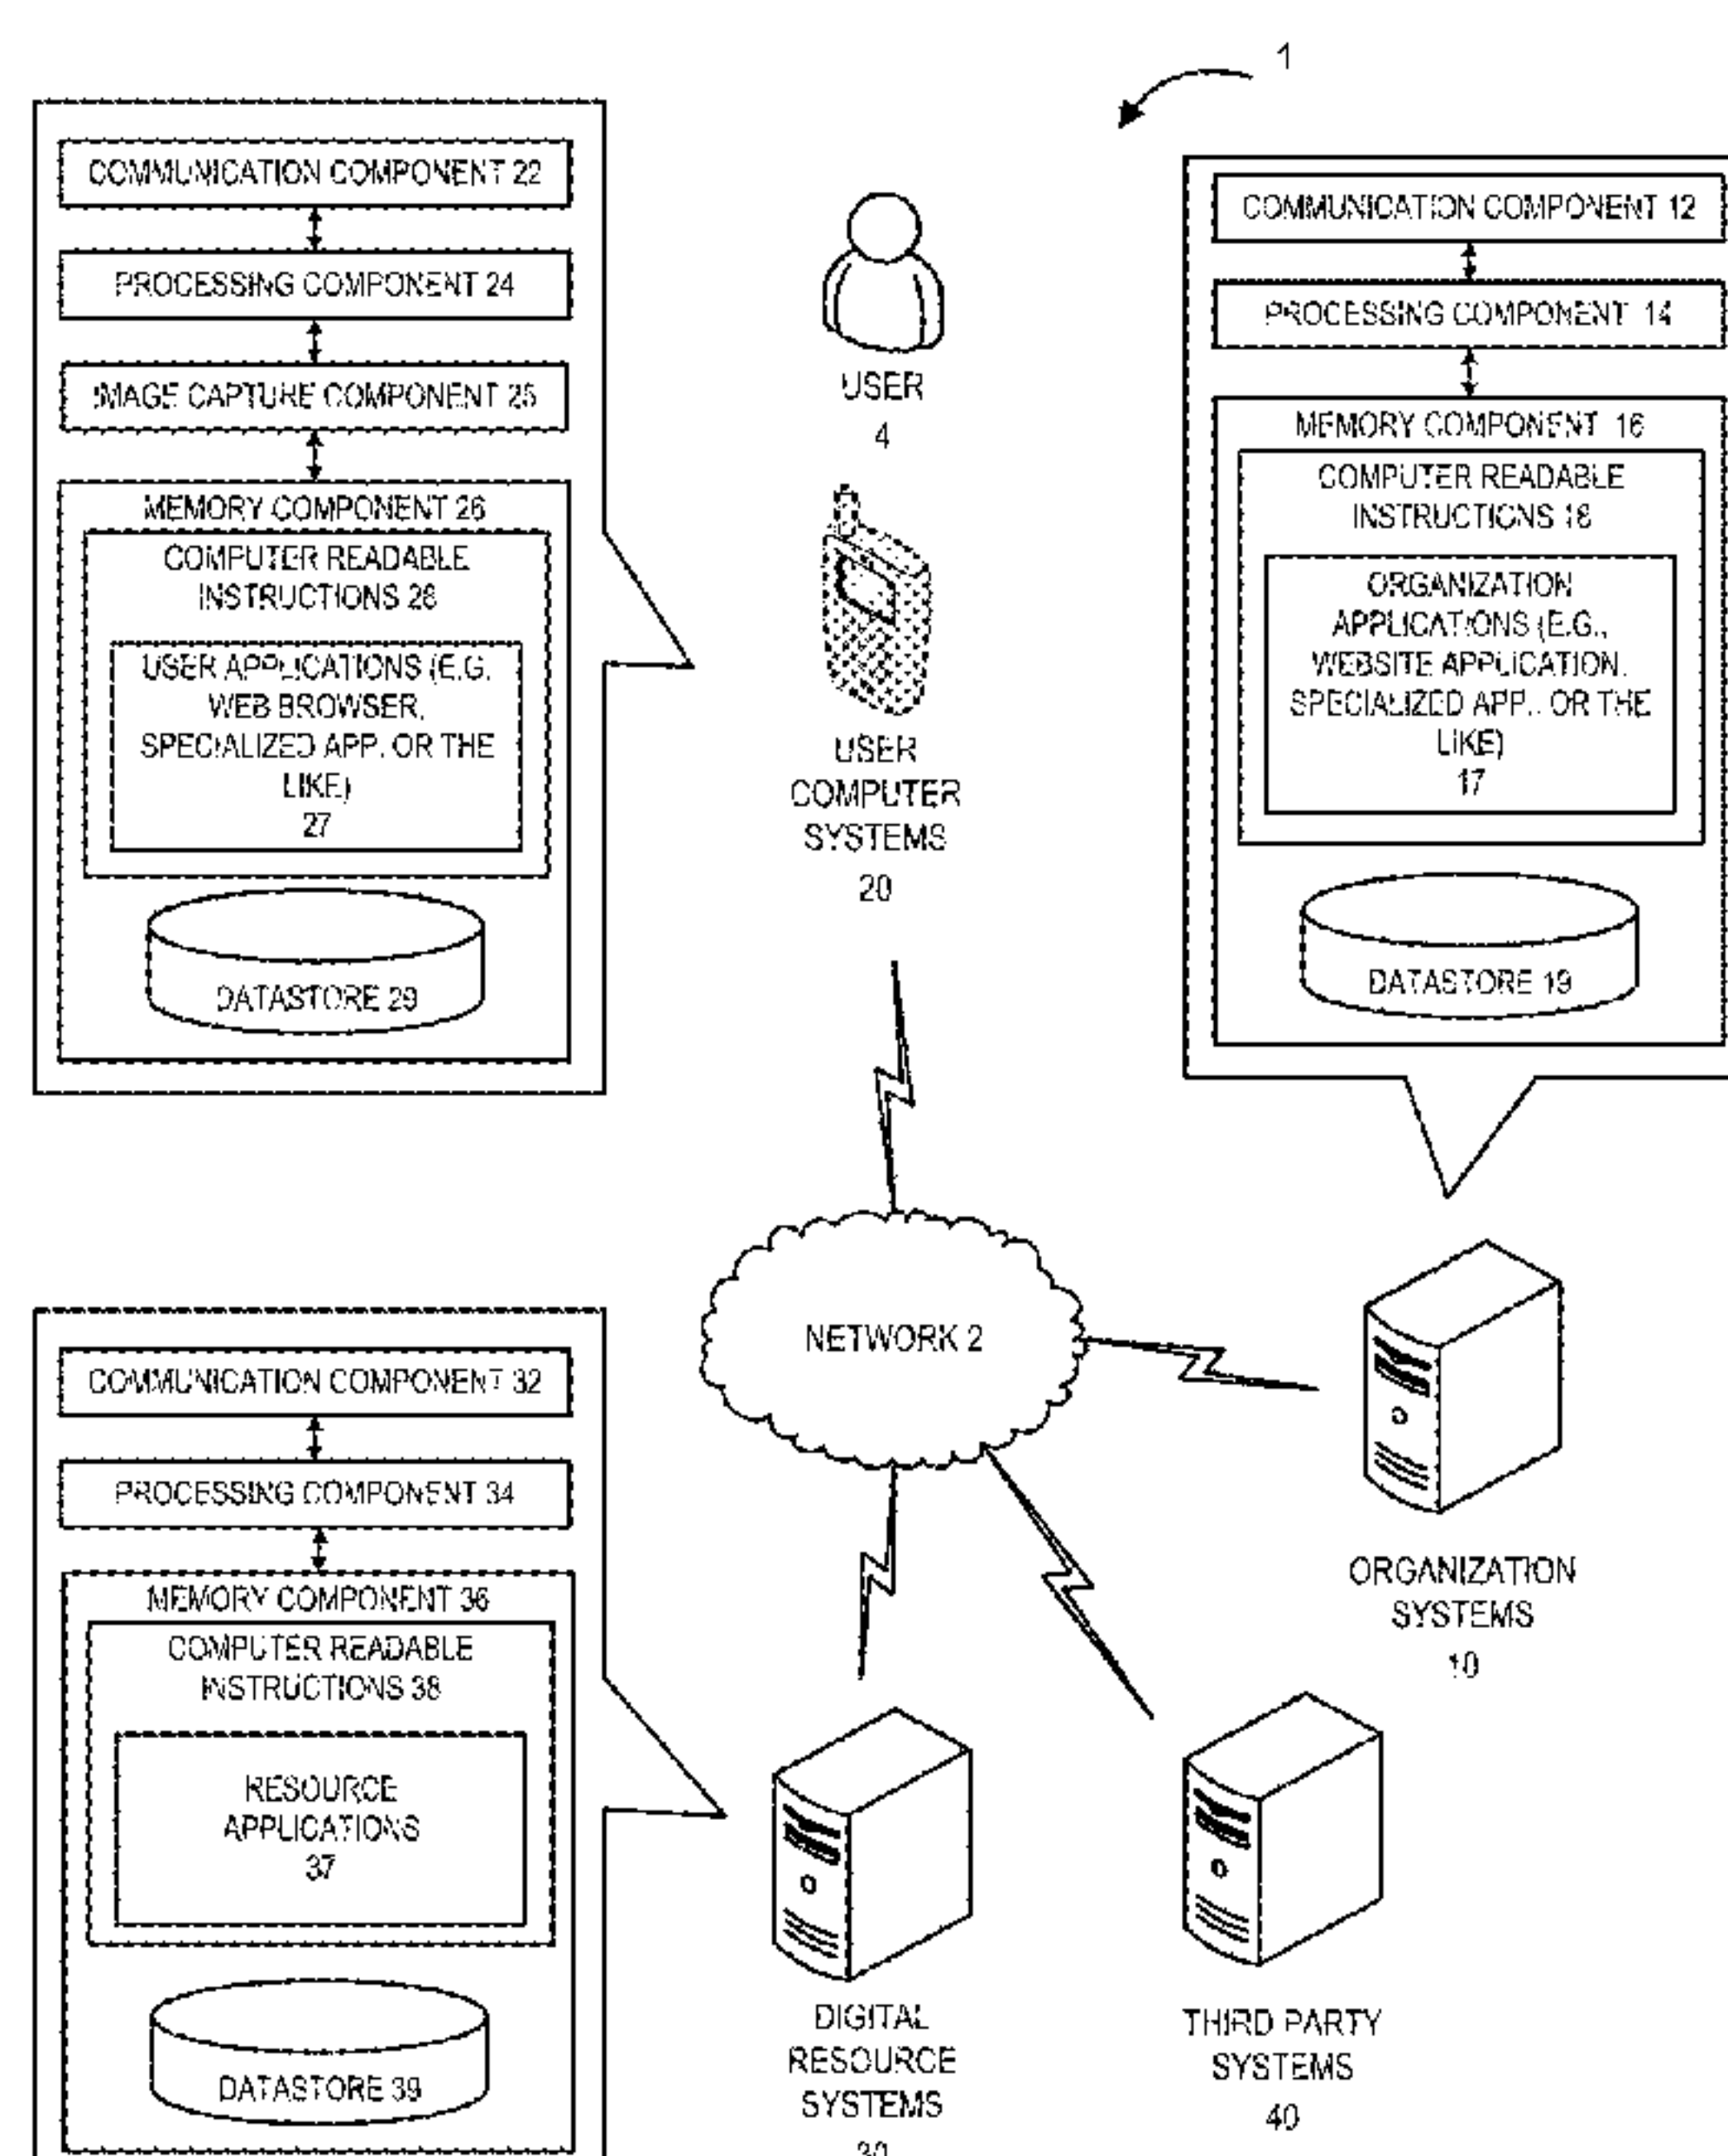 1
COMMUNICATION COMPONENT 22
PROCESSING COMPONENT 24
IMAGE CAPTURE COMPONENT 25
MEMORY COMPONENT 26
COMPUTER READABLE
INSTRUCTIONS 28
USER APPLICATIONS (E.G.
WEB BROWSER,
SPECIALIZED APP. OR THE
LIKE)
27
DATASTORE 29
USER
4
USER
COMPUTER
SYSTEMS
20
COMMUNICATION COMPONENT 12
PROCESSING COMPONENT 14
MEMORY COMPONENT 16
COMPUTER READABLE
INSTRUCTIONS 18
ORGANIZATION
APPLICATIONS (E.G.,
WEBSITE APPLICATION,
SPECIALIZED APP., OR THE
LIKE)
17
DATASTORE 19
NETWORK 2
ORGANIZATION
SYSTEMS
10
COMMUNICATION COMPONENT 32
PROCESSING COMPONENT 34
MEMORY COMPONENT 36
COMPUTER READABLE
INSTRUCTIONS 38
RESOURCE
APPLICATIONS
37
DATASTORE 39
DIGITAL
RESOURCE
SYSTEMS
30
THIRD PARTY
SYSTEMS
40